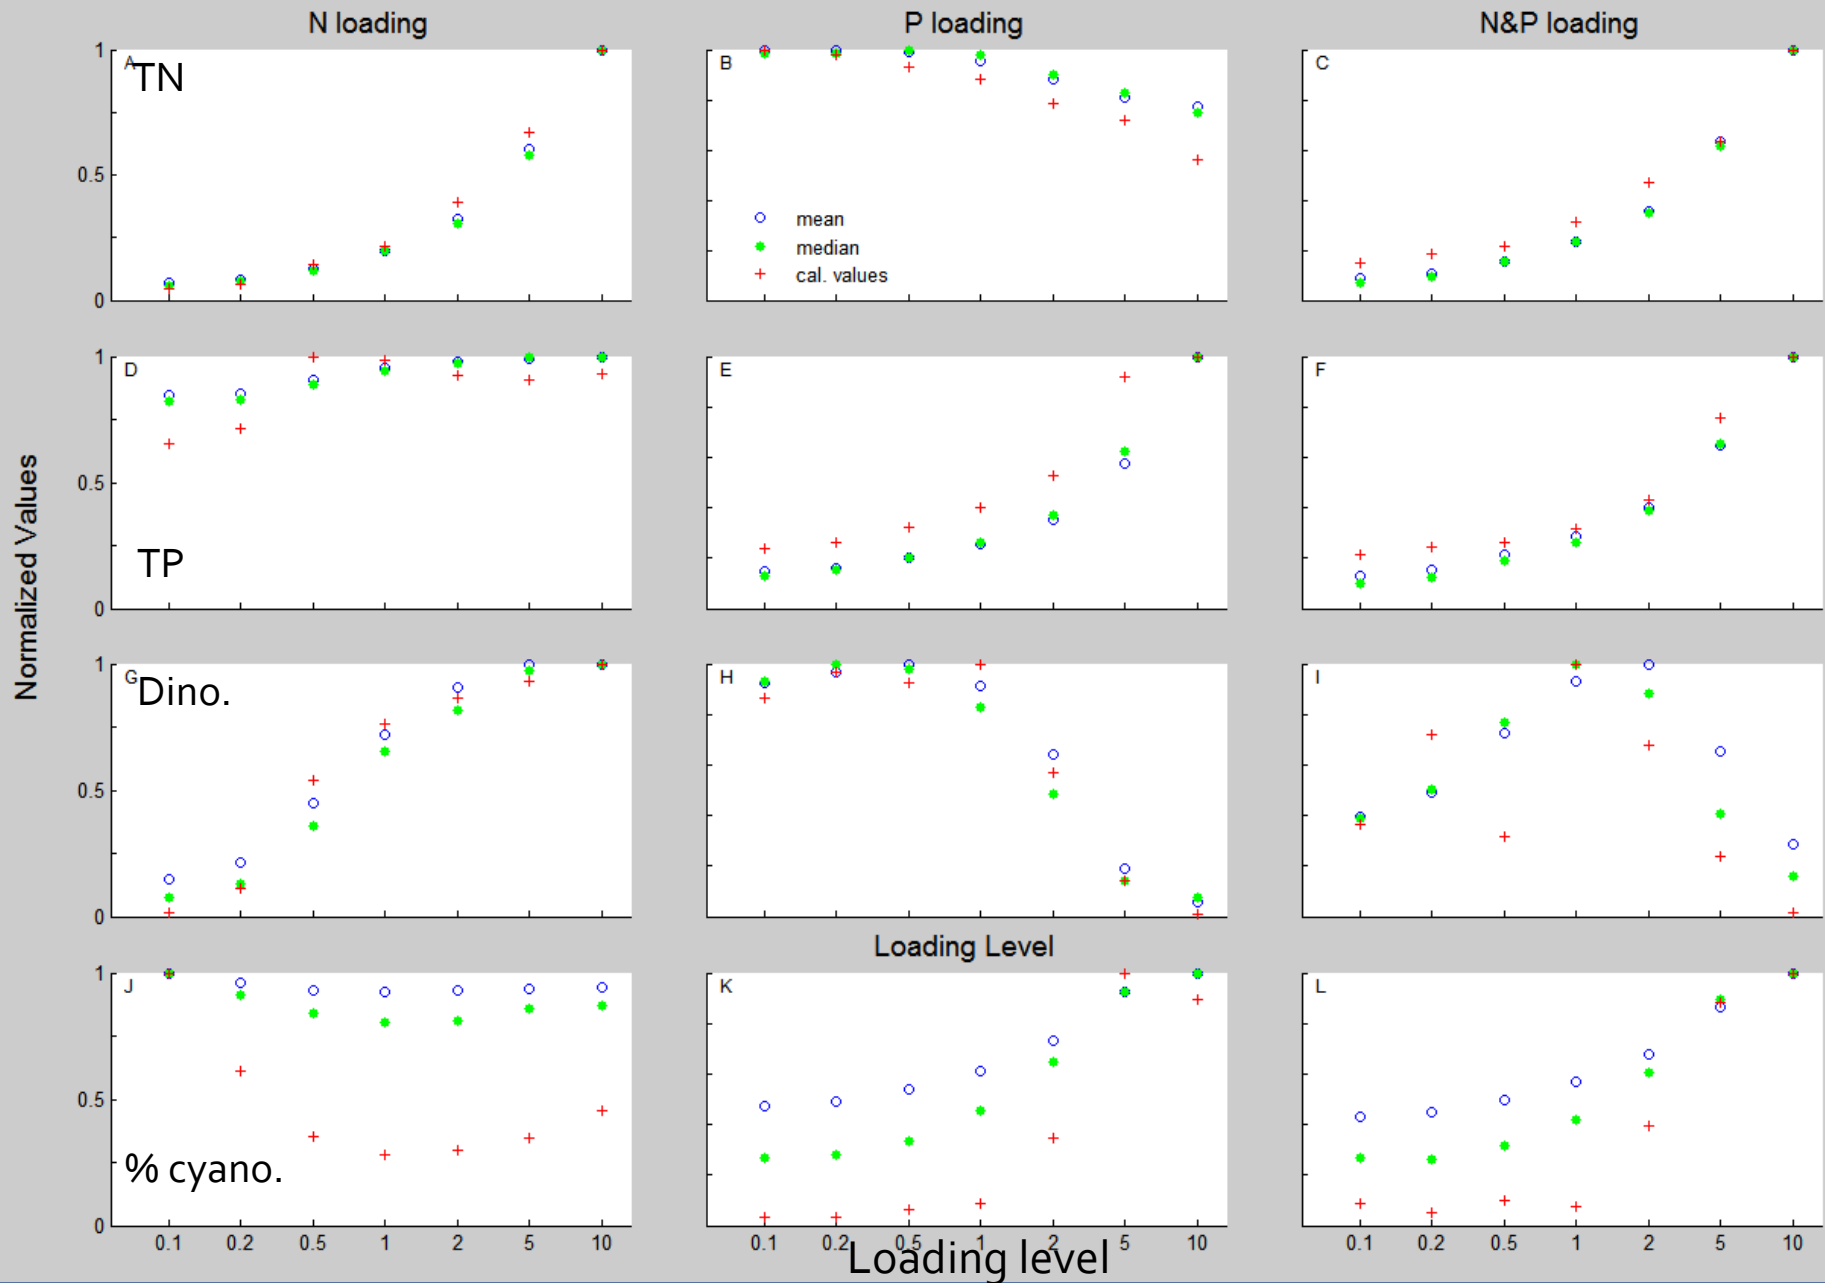 N loading
P loading
N&P loading
A
TN
B
C
1
0.5
0
mean
median
cal. values
D
TP
E
F
1
0.5
0
Normalized Values
G
Dino.
H
I
1
0.5
0
Loading Level
J
% cyano.
K
L
1
0.5
0
0.1 0.2 0.5 1 2 5 10
0.1 0.2 0.5 1 2 5 10
0.1 0.2 0.5 1 2 5 10
Loading level